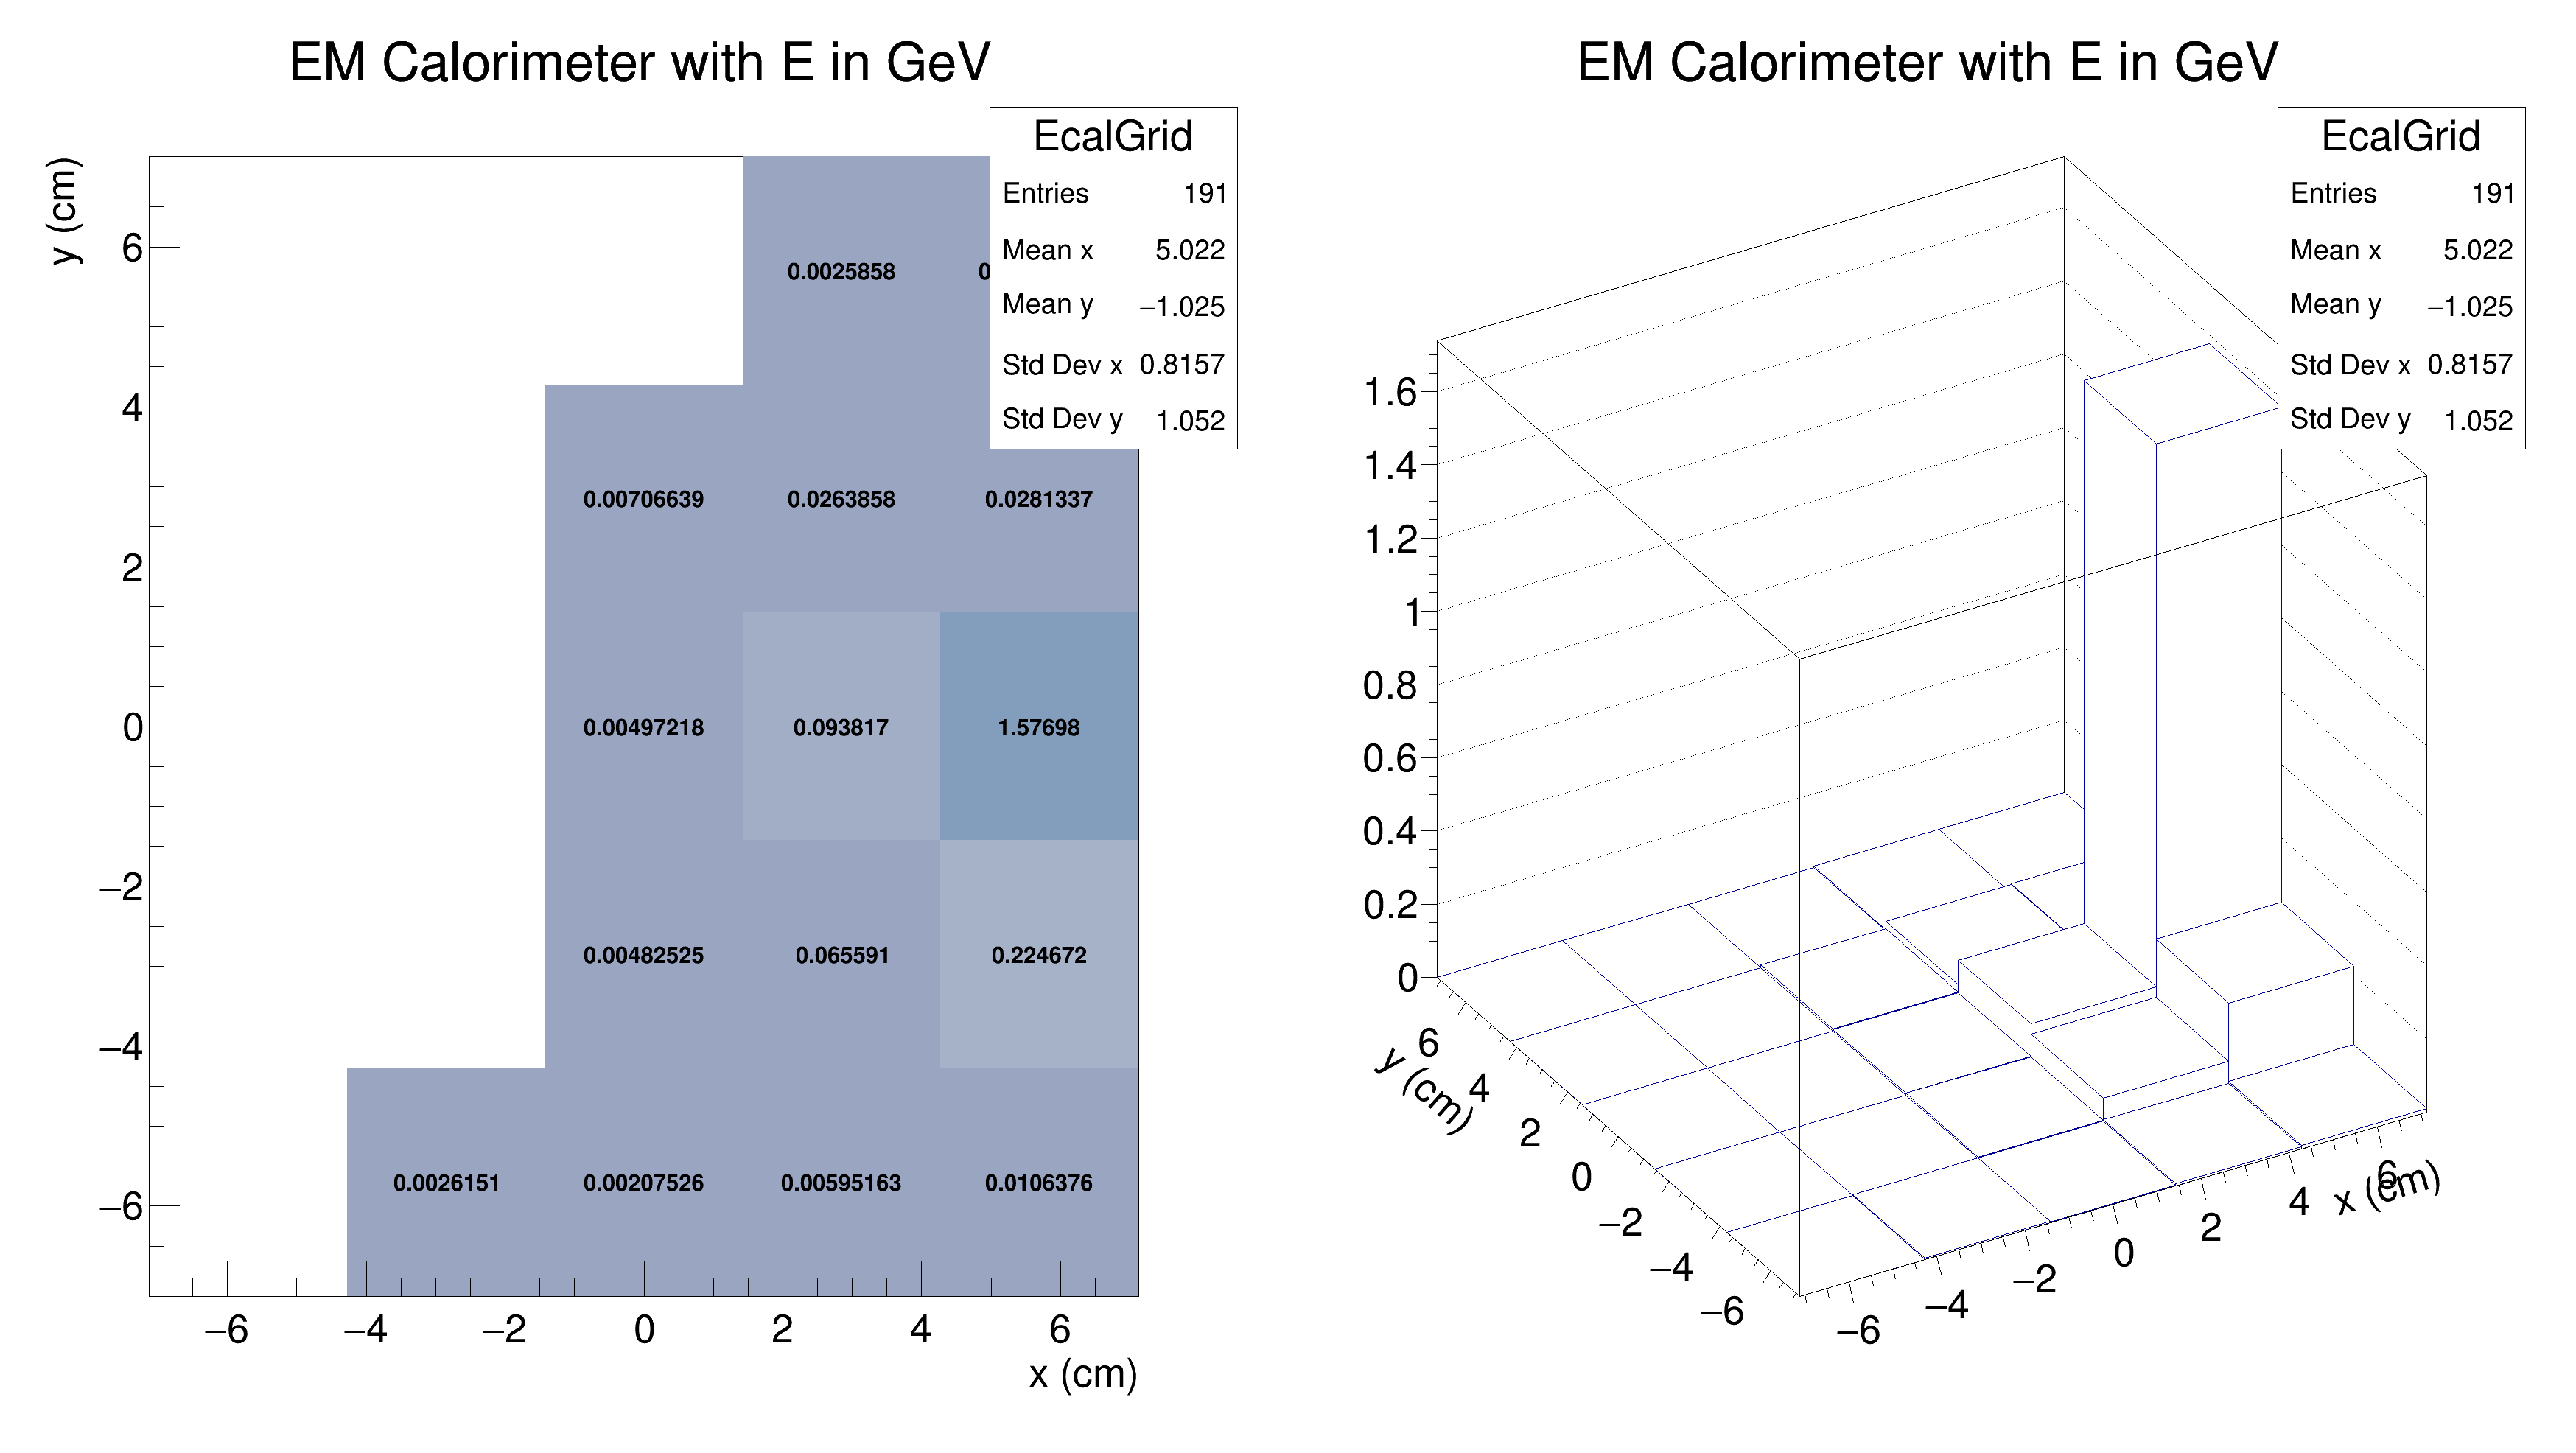 EM Calorimeter with E in GeV
EcalGrid
Entries 191
Mean x 5.022
Mean y −1.025
Std Dev x 0.8157
Std Dev y 1.052
y (cm)
6
4
2
0
−2
−4
−6
0.0025858
0.00706639 0.0263858 0.0281337
0.00497218 0.093817 1.57698
0.00482525 0.065591 0.224672
0.0026151 0.00207526 0.00595163 0.0106376
−6 −4 −2 0 2 4 6
x (cm)
EM Calorimeter with E in GeV
EcalGrid
Entries 191
Mean x 5.022
Mean y −1.025
Std Dev x 0.8157
Std Dev y 1.052
1.6
1.4
1.2
1
0.8
0.6
0.4
0.2
0
y (cm)
6
4
2
0
−2
−4
−6
−6
−4
−2
0
2
4
6
x (cm)